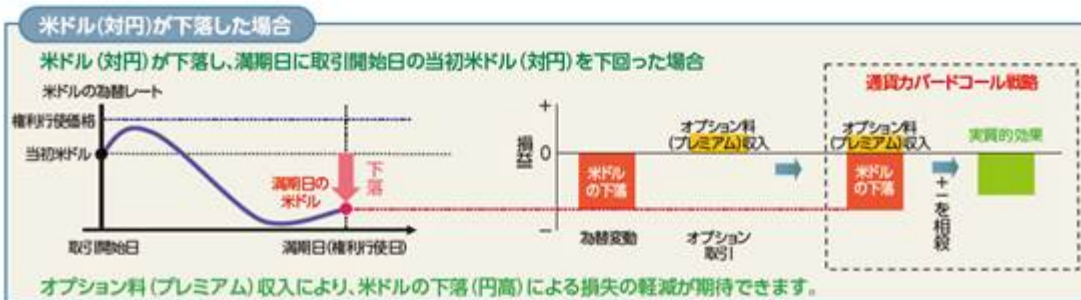 米ドル(対円)が下落した場合
米ドル(対円)が下落し、満期日に取引開始日の当初米ドル(対円)を下回った場合
米ドルの為替レート
権利行使価格
当初米ドル
満期日の
米ドル
下落
取引開始日
満期日(権利行使日)
損益
+
0
−
米ドル
の下落
為替変動
オプション料
(プレミアム)収入
オプション
取引
通貨カバードコール戦略
オプション料
(プレミアム)収入
米ドル
の下落
+−を相殺
実質的効果
オプション料(プレミアム)収入により、米ドルの下落(円高)による損失の軽減が期待できます。